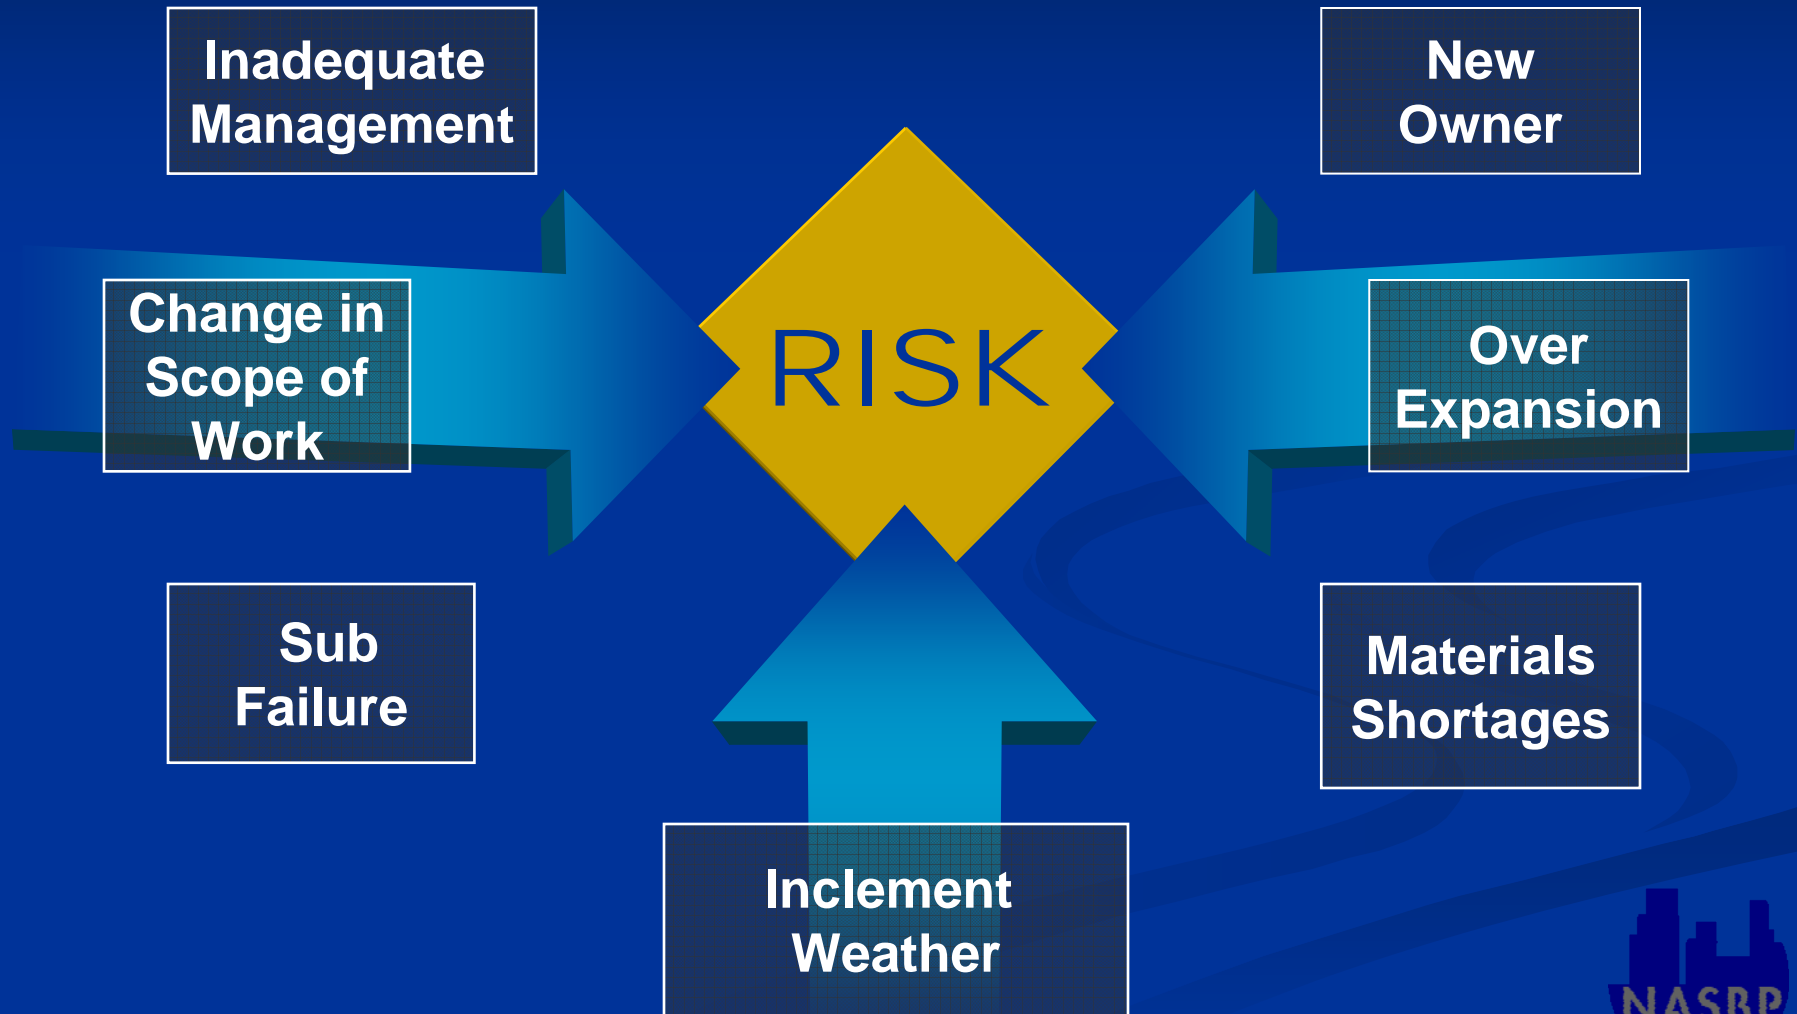 Inadequate
Management
New
Owner
RISK
Change in
Scope of
Work
Over
Expansion
Sub
Failure
Materials
Shortages
Inclement
Weather
NASBP